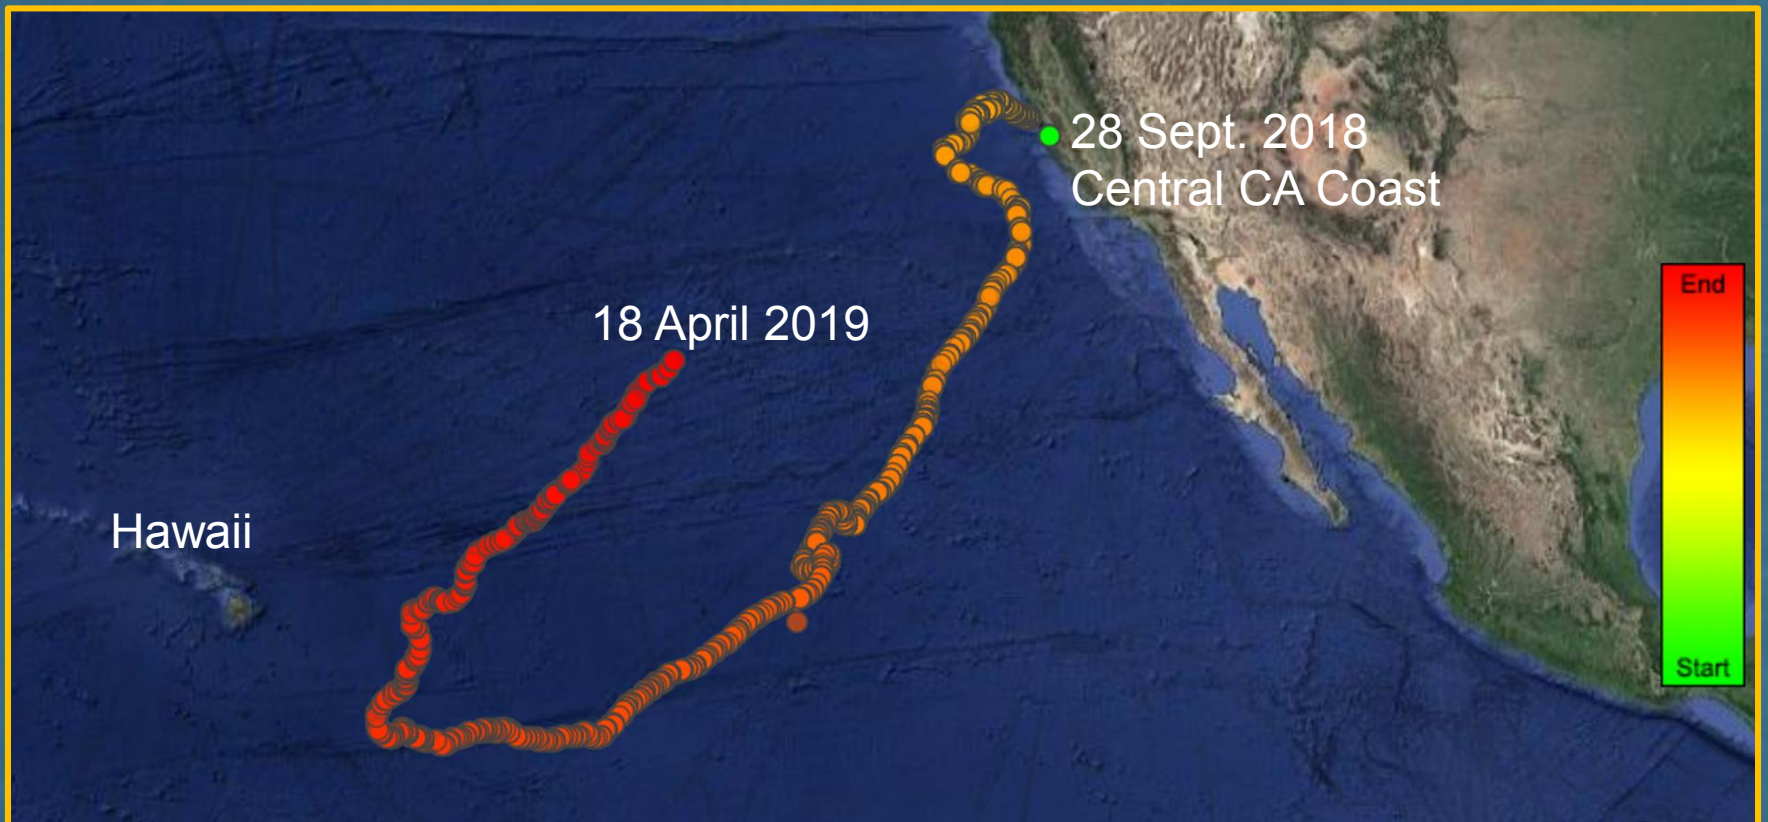 28 Sept. 2018
Central CA Coast
End
18 April 2019
Hawaii
Start